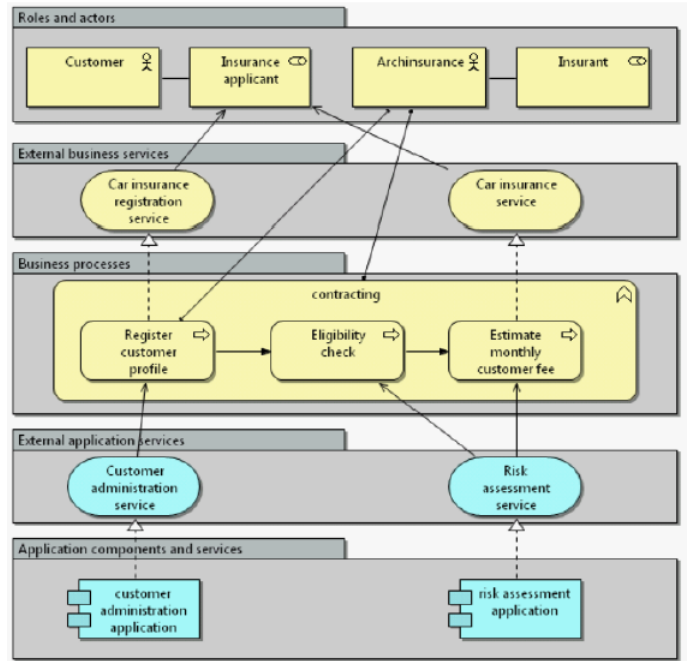 Roles and actors
Customer
Insurance
applicant
Archinsurance
Insurant
External business services
Car insurance
registration
service
Car insurance
service
Business processes
contracting
Register
customer
profile
Eligibility
check
Estimate
monthly
customer fee
External application services
Customer
administration
service
Risk
assessment
service
Application components and services
customer
administration
application
risk assessment
application